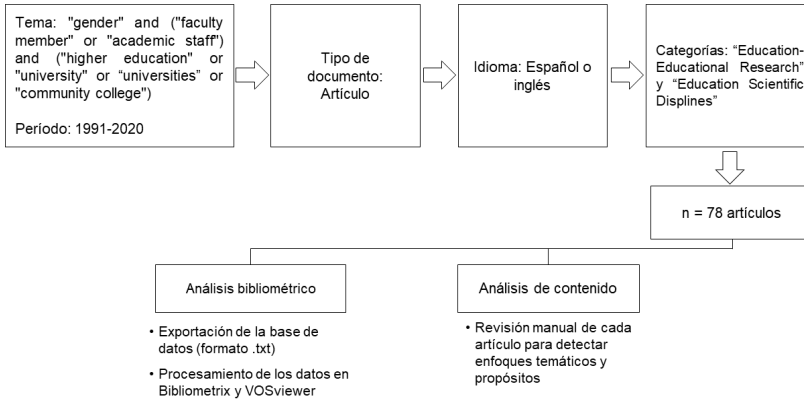 Tema: "gender" and ("faculty
member" or "academic staff")
and ("higher education" or
"university" or “universities” or
"community college")
Período: 1991-2020
Tipo de
documento:
Artículo
Idioma: Español o
inglés
Categorías: “Education-
Educational Research”
y “Education Scientific
Displines”
n = 78 artículos
Análisis bibliométrico
• Exportación de la base de
datos (formato .txt)
• Procesamiento de los datos en
Bibliometrix y VOSviewer
Análisis de contenido
• Revisión manual de cada
artículo para detectar
enfoques temáticos y
propósitos